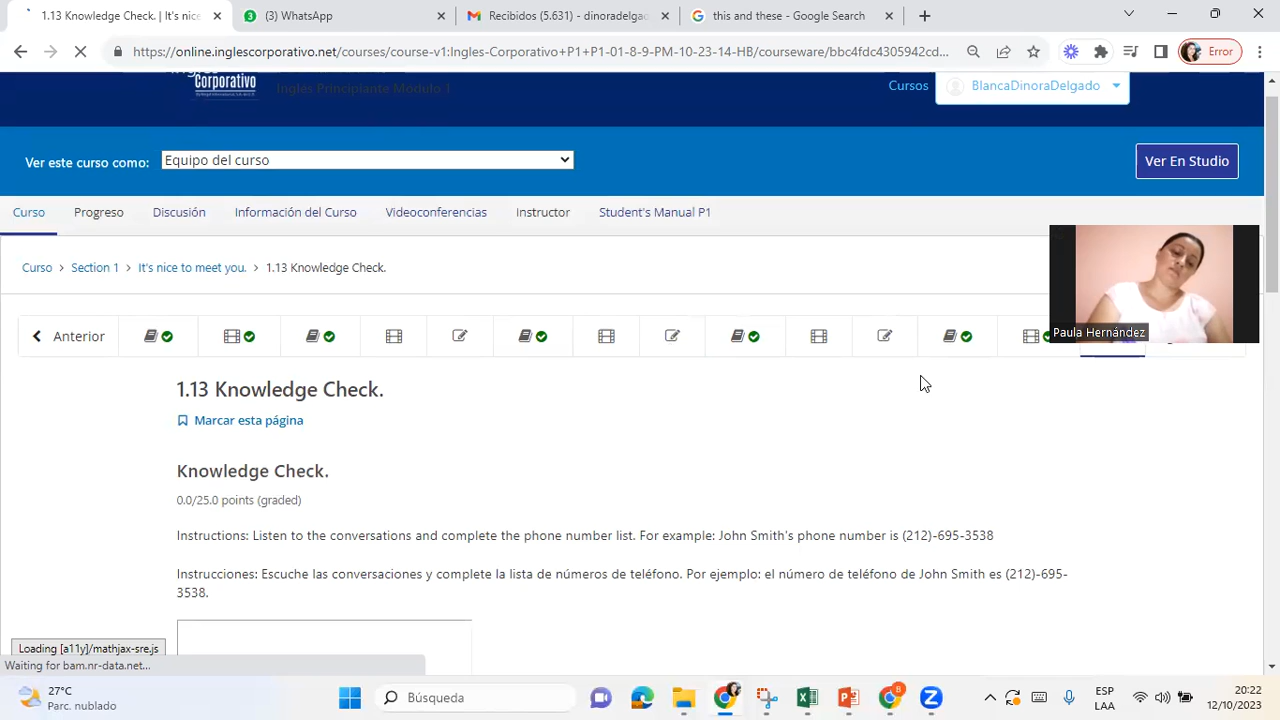 1.13 Knowledge Check. | It's nice
(3) WhatsApp
Recibidos (5.631) - dinoradelgado
this and these - Google Search
https://online.inglescorporativo.net/courses/course-v1:Ingles-Corporativo+P1+P1-01-8-9-PM-10-23-14-HB/courseware/bbc4fdc4305942cd...
Error
Corporativo
Ingles Principiante Módulo 1
Cursos
BlancaDinoraDelgado
Ver este curso como:
Equipo del curso
Ver En Studio
Curso
Progreso
Discusión
Información del Curso
Videoconferencias
Instructor
Student's Manual P1
Curso > Section 1 > It's nice to meet you. > 1.13 Knowledge Check.
Anterior
Paula Hernández
1.13 Knowledge Check.
Marcar esta página
Knowledge Check.
0.0/25.0 points (graded)
Instructions: Listen to the conversations and complete the phone number list. For example: John Smith's phone number is (212)-695-3538
Instrucciones: Escuche las conversaciones y complete la lista de números de teléfono. Por ejemplo: el número de teléfono de John Smith es (212)-695-
3538.
Loading [a11y]/mathjax-sre.js
Waiting for bam.nr-data.net...
27°C
Parc. nublado
Búsqueda
ESP
LAA
20:22
12/10/2023